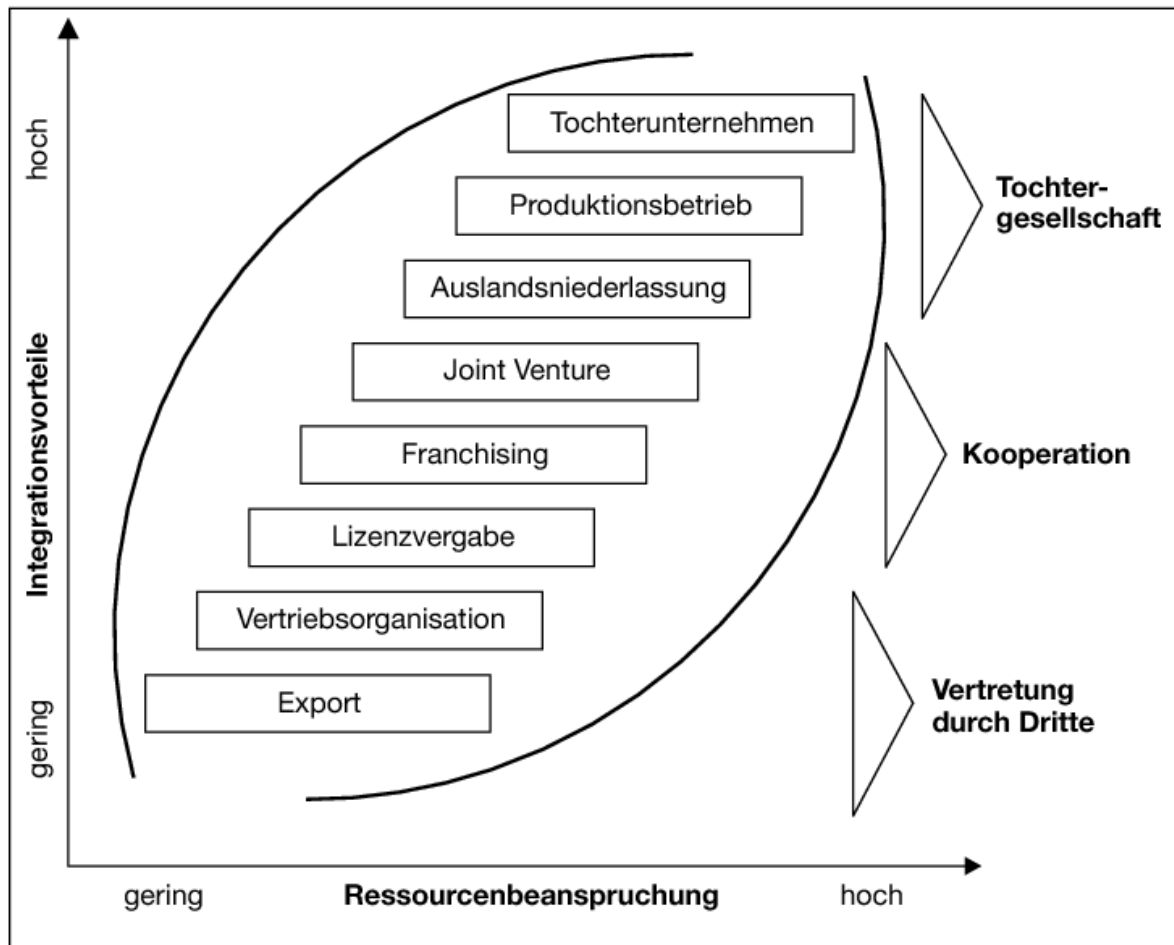 hoch
Integrationsvorteile
gering
Tochterunternehmen
Produktionsbetrieb
Auslandsniederlassung
Joint Venture
Franchising
Lizenzvergabe
Vertriebsorganisation
Export
Tochter-
gesellschaft
Kooperation
Vertretung
durch Dritte
gering
Ressourcenbeanspruchung
hoch